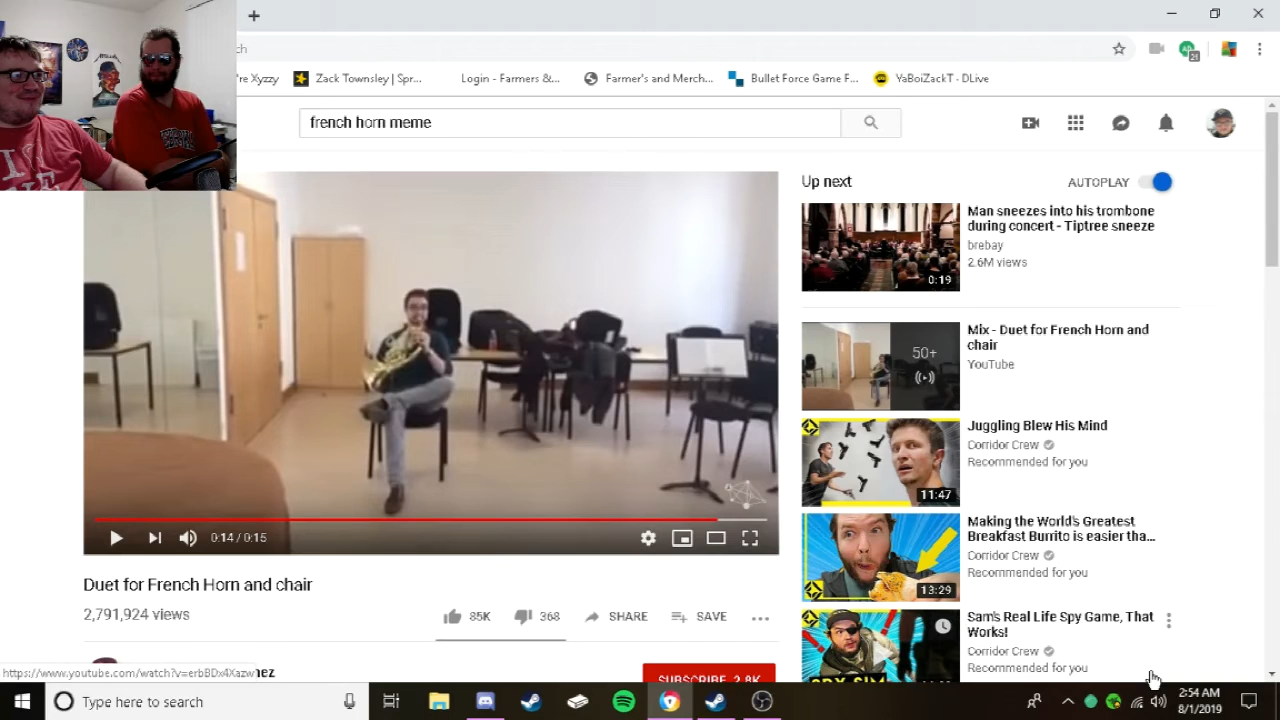 're Xyzzy
Zack Townsley | Spr...
Login - Farmers &...
Farmer's and Merch...
Bullet Force Game F...
YaBoiZackT - DLive
french horn meme
Up next
AUTOPLAY
Man sneezes into his trombone
during concert - Tiptree sneeze
brebay
2.6M views
0:19
Mix - Duet for French Horn and
chair
YouTube
50+
Juggling Blew His Mind
Corridor Crew
Recommended for you
11:47
Making the World's Greatest
Breakfast Burrito is easier tha...
Corridor Crew
Recommended for you
13:29
Sam's Real Life Spy Game, That
Works!
Corridor Crew
Recommended for you
0:14 / 0:15
Duet for French Horn and chair
2,791,924 views
85K
368
SHARE
SAVE
https://www.youtube.com/watch?v=erbBDx4Xazw
nez
SUBSCRIBE 2.8K
Type here to search
2:54 AM
8/1/2019